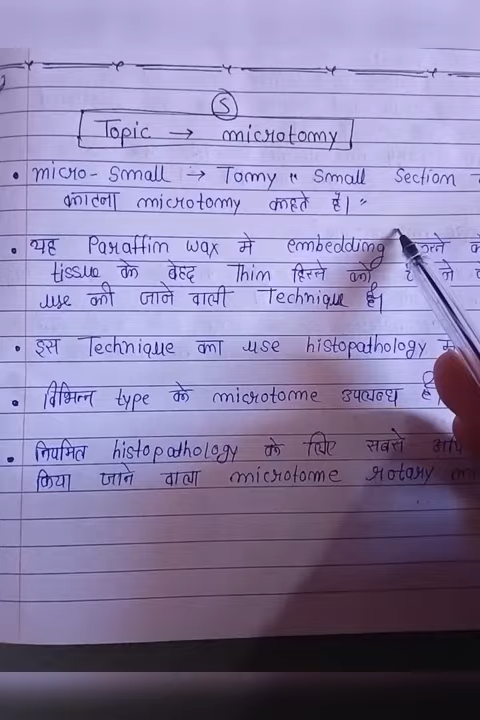 S
Topic → microtomy
• micro - Small → Tomy " Small Section
काटना microtomy कहते हैं। "
• यह Paraffin wax में embedding करने के
tissue के बेहद Thin हिस्से को
use की जाने वाली Technique है।
• इस Technique का use histopathology
• विभिन्न type के microtome उपलब्ध हैं।
• नियमित histopathology के लिए सबसे
किया जाने वाला microtome rotary